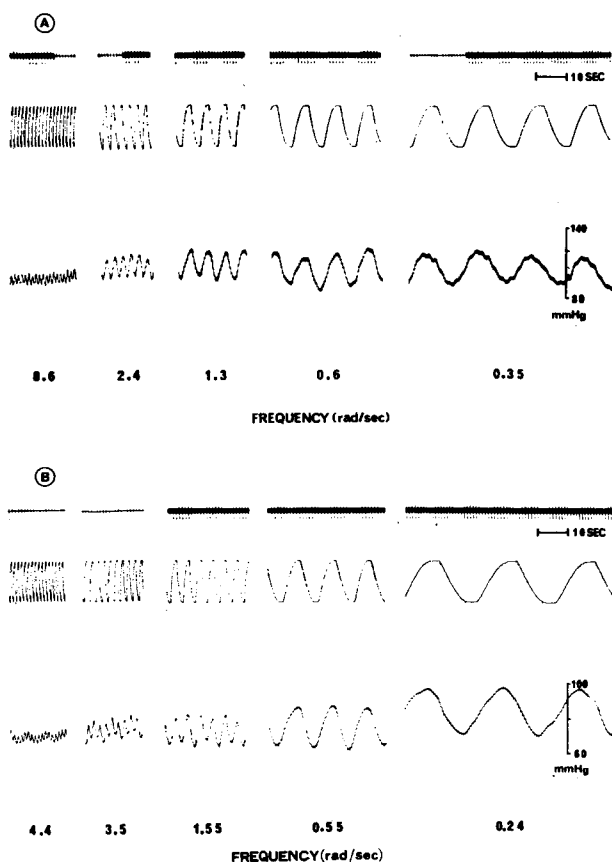 A
10 SEC
140
80
mmHg
8.6 2.4 1.3 0.6 0.35
FREQUENCY (rad/sec)
B
10 SEC
100
60
mmHg
4.4 3.5 1.55 0.55 0.24
FREQUENCY (rad/sec)